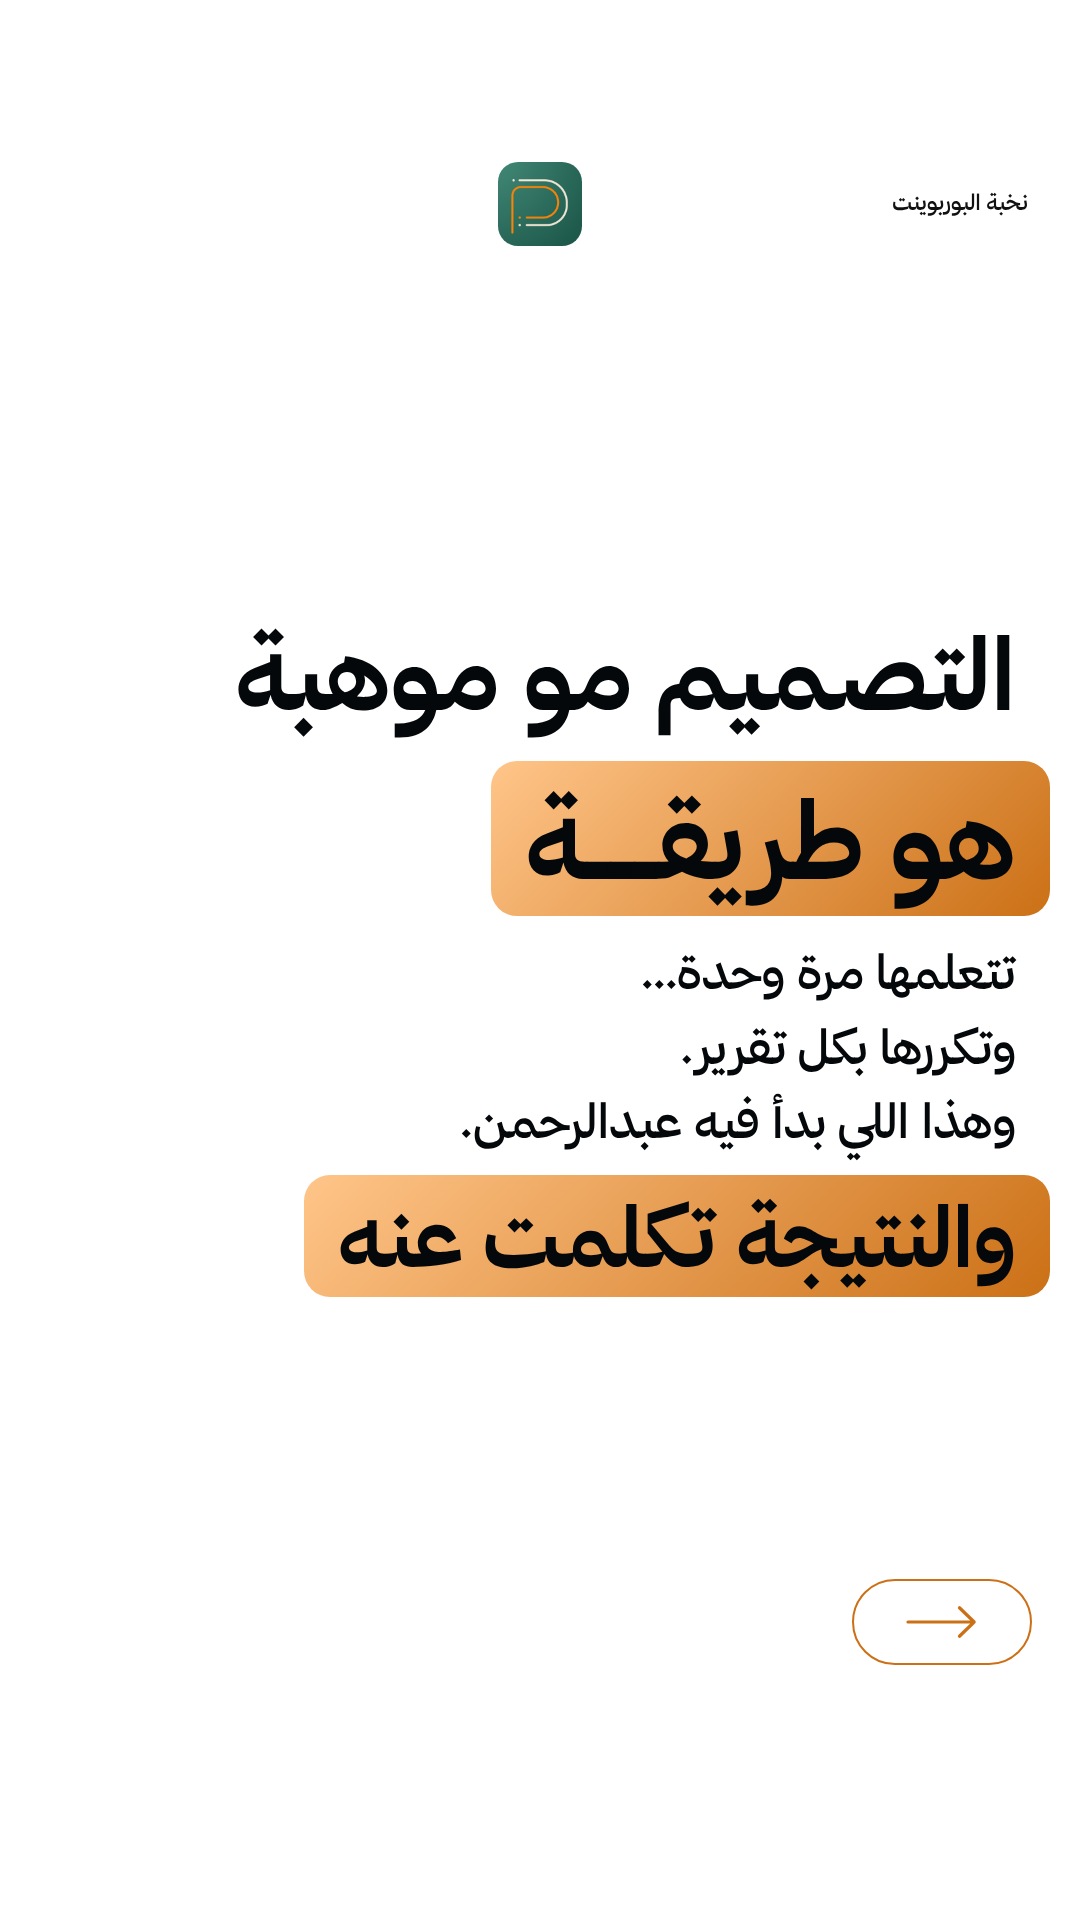 نخبة البوربوينت
التصميم مو موهبة
هو طريقـــة
تتعلمها مرة وحدة...
وتكررها بكل تقرير.
وهذا اللي بدأ فيه عبدالرحمن.
والنتيجة تكلمت عنه